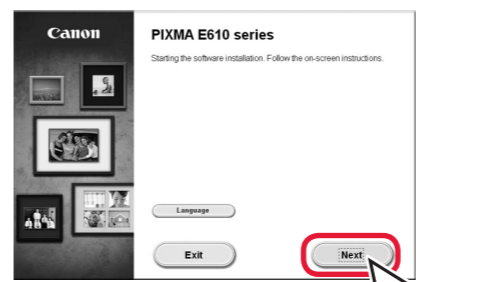 Canon
PIXMA E610 series
Starting the software installation. Follow the on-screen instructions.
Language
Exit
Next